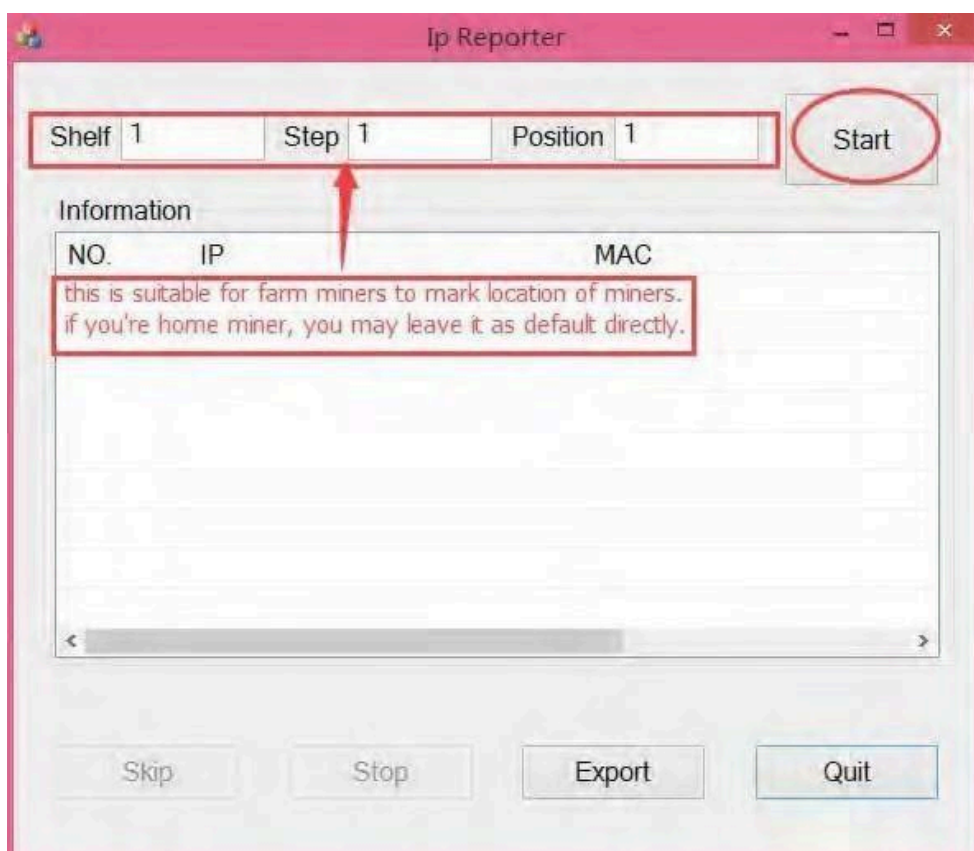 Ip Reporter
Shelf 1 Step 1 Position 1 Start
Information
NO. IP MAC
this is suitable for farm miners to mark location of miners.
if you're home miner, you may leave it as default directly.
Skip Stop Export Quit